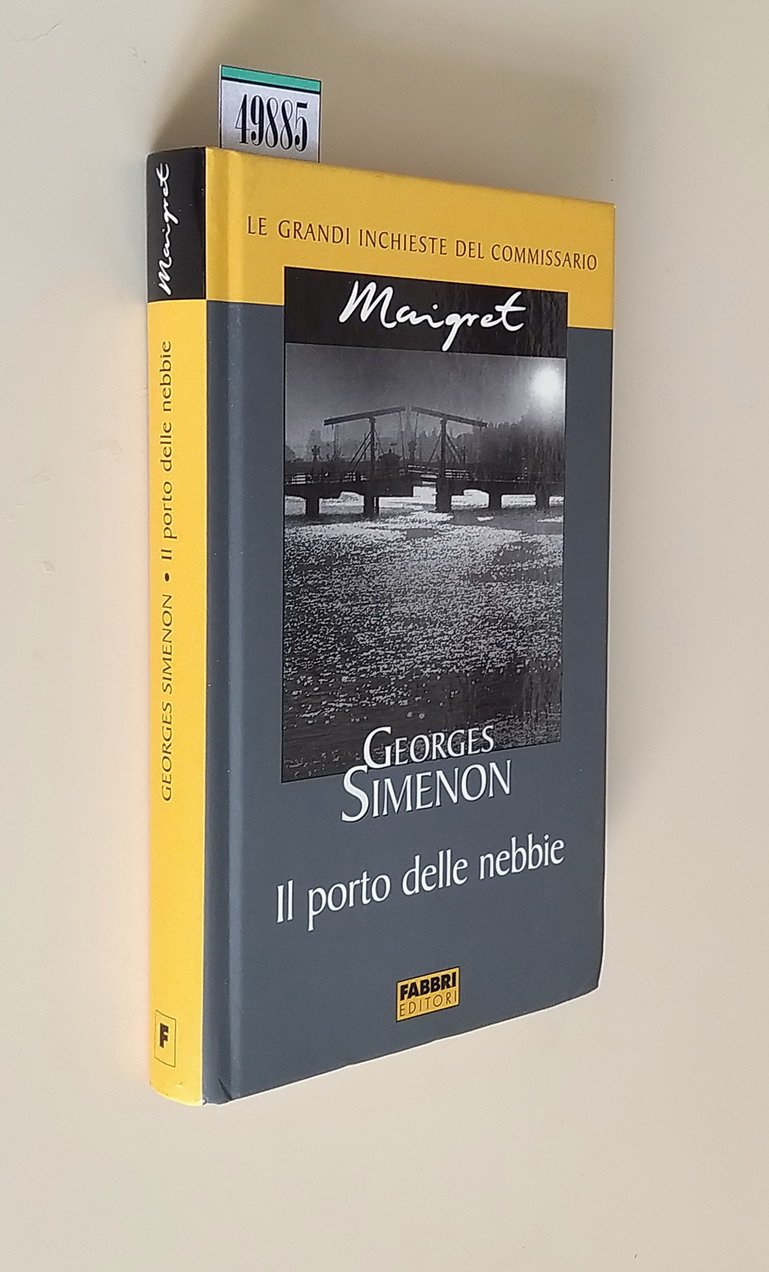 49885
Maigret
GEORGES SIMENON • Il porto delle nebbie
F
LE GRANDI INCHIESTE DEL COMMISSARIO
Maigret
GEORGES
SIMENON
Il porto delle nebbie
FABBRI
EDITORI